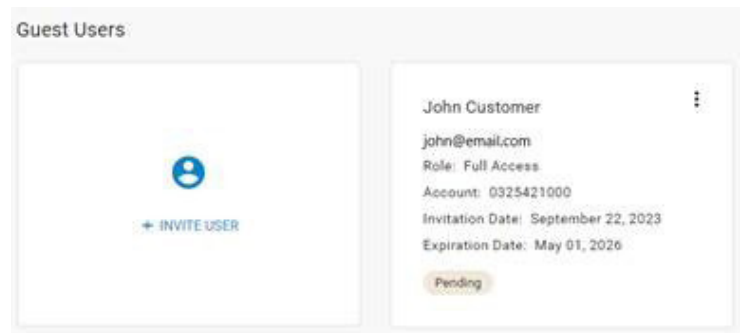 Guest Users
+ INVITE USER
John Customer
john@email.com
Role: Full Access
Account: 0325421000
Invitation Date: September 22, 2023
Expiration Date: May 01, 2026
Pending